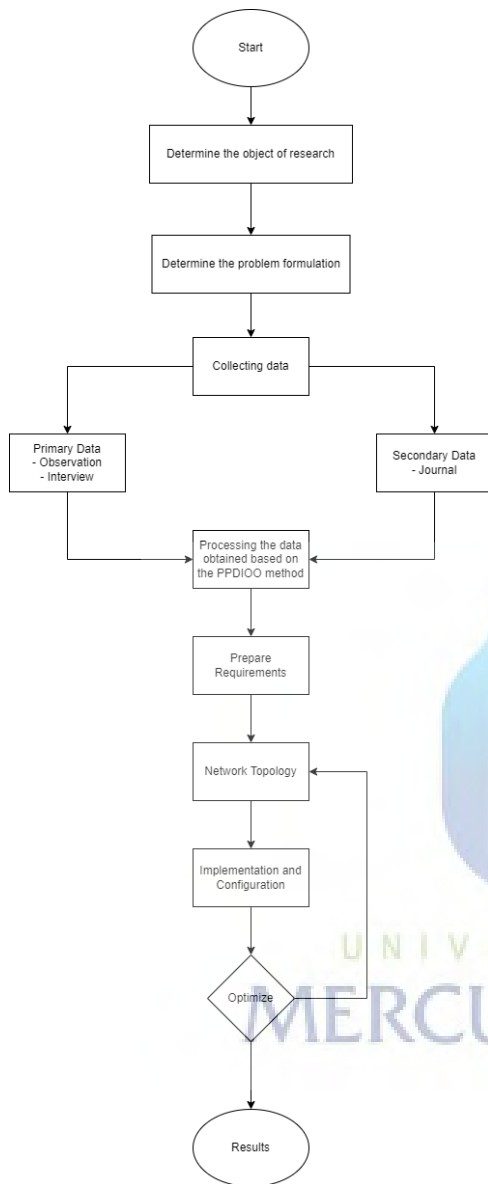 Start
Determine the object of research
Determine the problem formulation
Collecting data
Primary Data
- Observation
- Interview
Secondary Data
- Journal
Processing the data
obtained based on
the PPDIOO method
Prepare
Requirements
Network Topology
Implementation and
Configuration
UNIV
Optimize
MERCU
Results